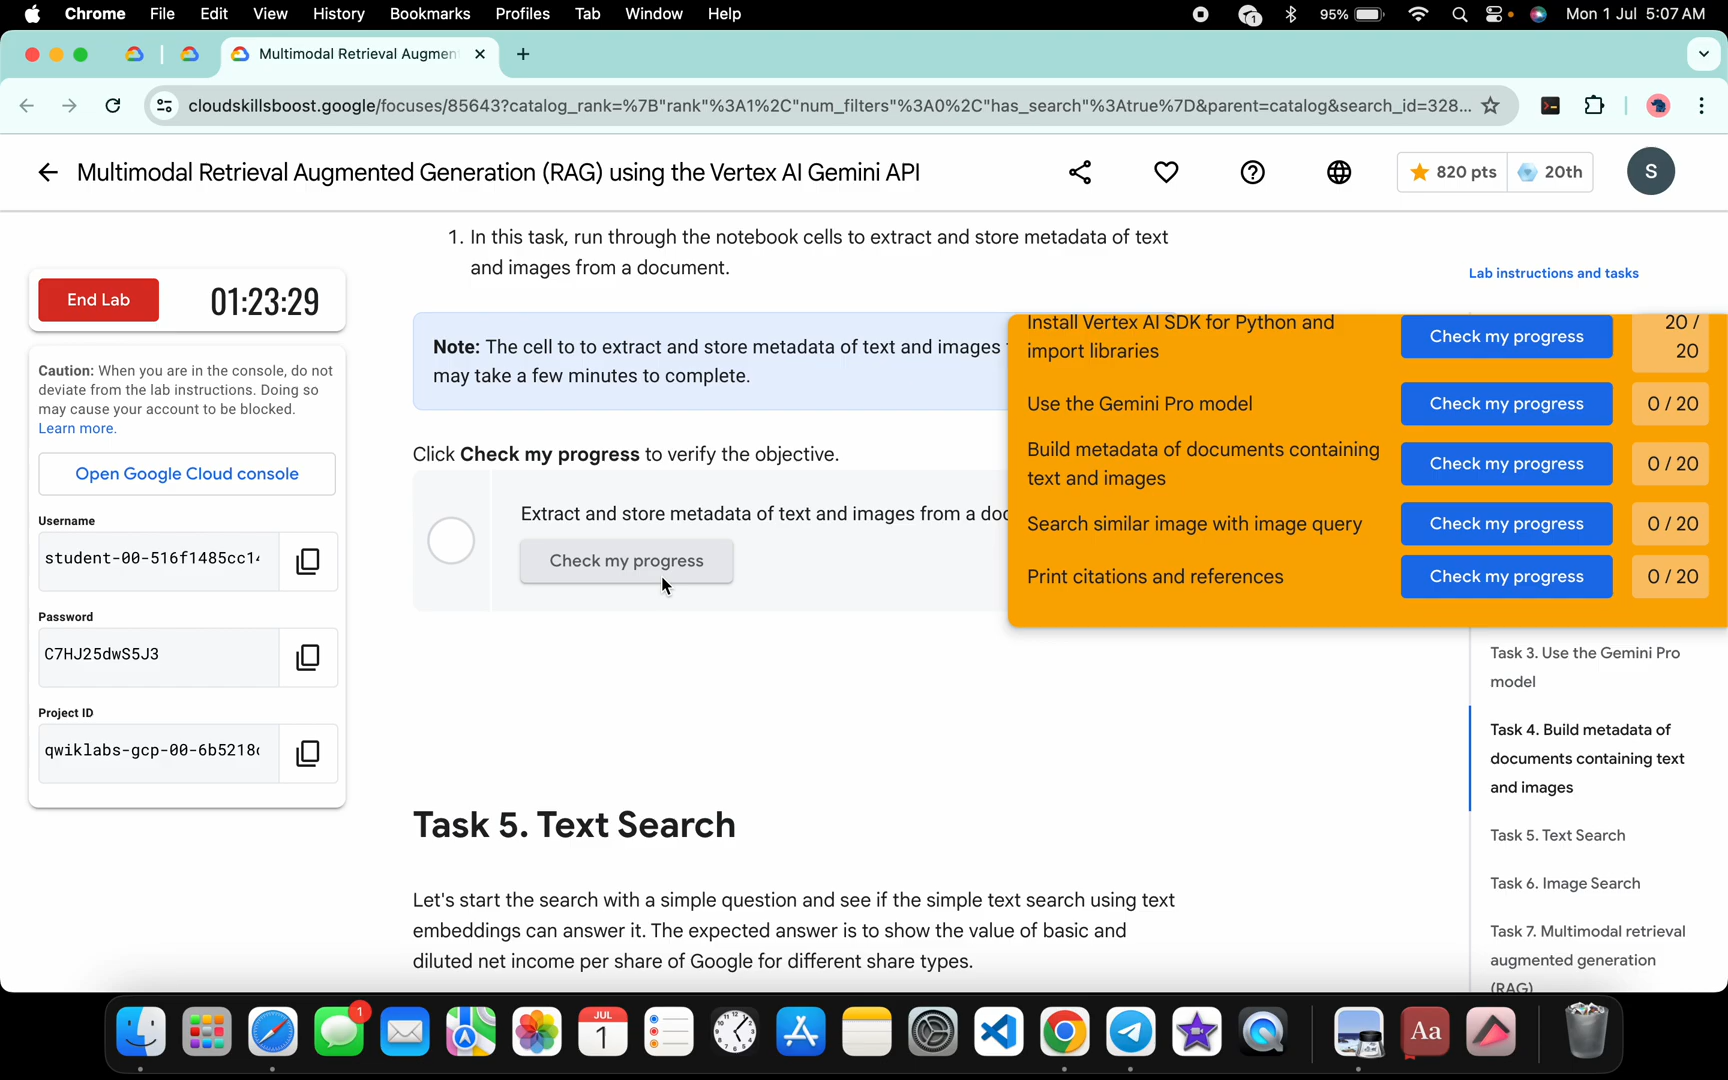 Chrome File Edit View History Bookmarks Profiles Tab Window Help
1 95% Mon 1 Jul 5:07 AM
Multimodal Retrieval Augmen
cloudskillsboost.google/focuses/85643?catalog_rank=%7B"rank"%3A1%2C"num_filters"%3A0%2C"has_search"%3Atrue%7D&parent=catalog&search_id=328...
Multimodal Retrieval Augmented Generation (RAG) using the Vertex AI Gemini API
820 pts 20th S
1. In this task, run through the notebook cells to extract and store metadata of text
and images from a document.
Lab instructions and tasks
End Lab 01:23:29
Caution: When you are in the console, do not
deviate from the lab instructions. Doing so
may cause your account to be blocked.
Learn more.
Open Google Cloud console
Username
student-00-516f1485cc14
Password
C7HJ25dwS5J3
Project ID
qwiklabs-gcp-00-6b5218
Note: The cell to to extract and store metadata of text and images
may take a few minutes to complete.
Click Check my progress to verify the objective.
Extract and store metadata of text and images from a doc
Check my progress
Install Vertex AI SDK for Python and
import libraries
Check my progress
20 /
20
Use the Gemini Pro model
Check my progress
0 / 20
Build metadata of documents containing
text and images
Check my progress
0 / 20
Search similar image with image query
Check my progress
0 / 20
Print citations and references
Check my progress
0 / 20
Task 3. Use the Gemini Pro
model
Task 4. Build metadata of
documents containing text
and images
Task 5. Text Search
Task 6. Image Search
Task 7. Multimodal retrieval
augmented generation
(RAG)
Task 5. Text Search
Let's start the search with a simple question and see if the simple text search using text
embeddings can answer it. The expected answer is to show the value of basic and
diluted net income per share of Google for different share types.
1
JUL
1
Aa